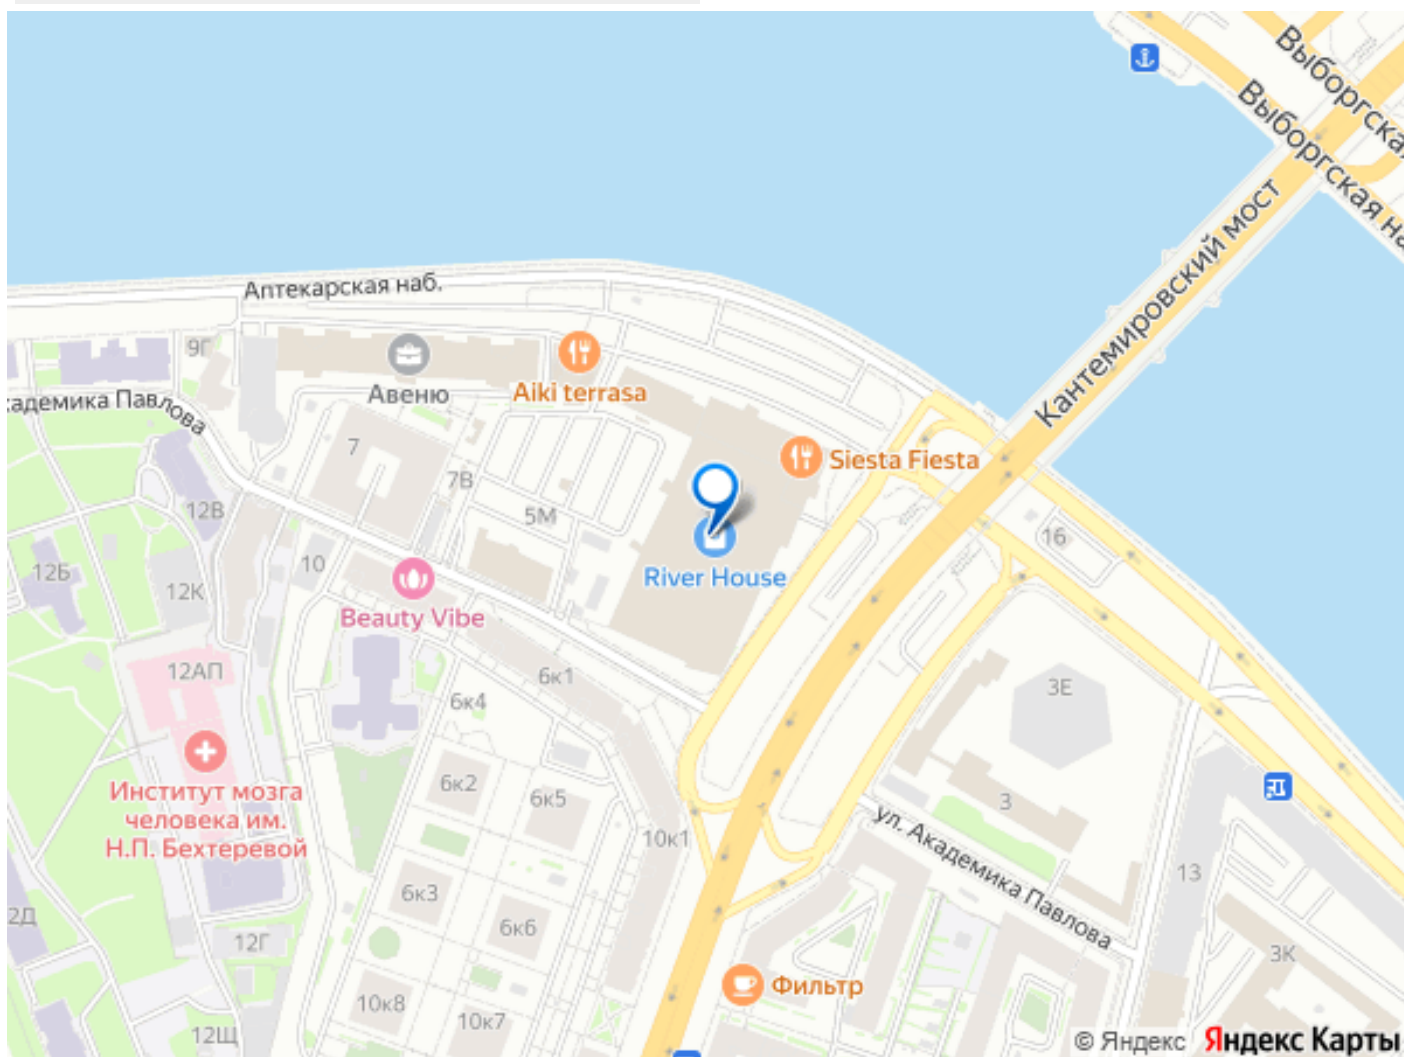 Выборгская
Выборгская на
Кантемировский мост
Аптекарская наб.
9Г
Авеню
Aiki terrasa
кадемика Павлова
7
7В
5М
Siesta Fiesta
12В
10
12Б
12К
Beauty Vibe
River House
16
12АП
6к1
6к4
3Е
Институт мозга
человека им.
Н.П. Бехтеревой
6к2
6к5
10к1
3
ул. Академика Павлова
13
6к3
6к6
12Д
12Г
3К
Фильтр
10к8
10к7
12Щ
© Яндекс Яндекс Карты